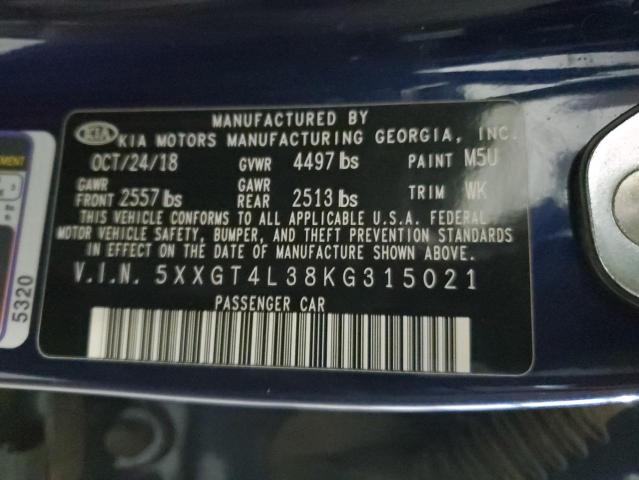 MANUFACTURED BY
KIA KIA MOTORS MANUFACTURING GEORGIA, INC.
OCT/24/18 GVWR 4497 lbs PAINT M5U
GAWR FRONT 2557 lbs GAWR REAR 2513 lbs TRIM WK
THIS VEHICLE CONFORMS TO ALL APPLICABLE U.S.A. FEDERAL
MOTOR VEHICLE SAFETY, BUMPER, AND THEFT PREVENTION STANDARDS
IN EFFECT ON THE DATE OF MANUFACTURE SHOWN ABOVE.
V.I.N. 5XXGT4L38KG315021
PASSENGER CAR
5320